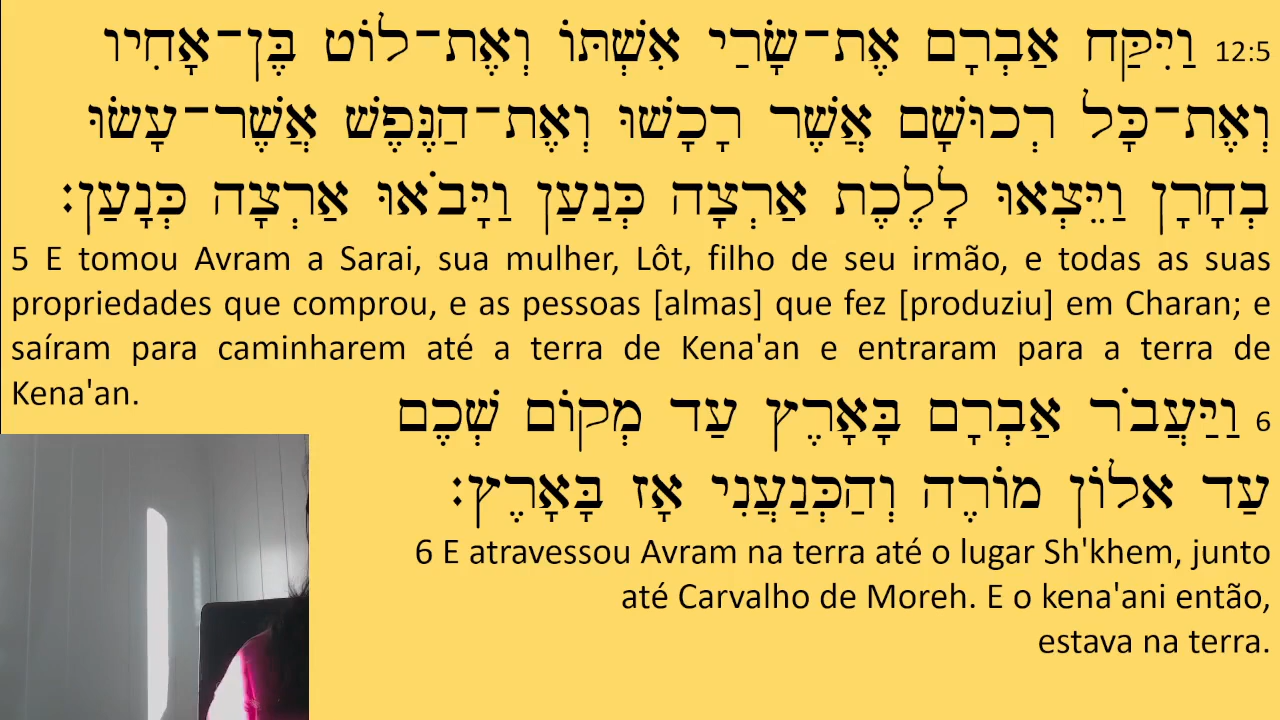 12:5 וַיִּקַּח אַבְרָם אֶת־שָׂרַי אִשְׁתּוֹ וְאֶת־לוֹט בֶּן־אָחִיו
וְאֶת־כָּל רְכוּשָׁם אֲשֶׁר רָכָשׁוּ וְאֶת־הַנֶּפֶשׁ אֲשֶׁר־עָשׂוּ
בְחָרָן וַיֵּצְאוּ לָלֶכֶת אַרְצָה כְּנַעַן וַיָּבֹאוּ אַרְצָה כְּנָעַן׃
5 E tomou Avram a Sarai, sua mulher, Lôt, filho de seu irmão, e todas as suas
propriedades que comprou, e as pessoas [almas] que fez [produziu] em Charan; e
saíram para caminharem até a terra de Kena'an e entraram para a terra de
Kena'an.
6 וַיַּעֲבֹר אַבְרָם בָּאָרֶץ עַד מְקוֹם שְׁכֶם
עַד אלוֹן מוֹרֶה וְהַכְּנַעֲנִי אָז בָּאָרֶץ׃
6 E atravessou Avram na terra até o lugar Sh'khem, junto
até Carvalho de Moreh. E o kena'ani então,
estava na terra.